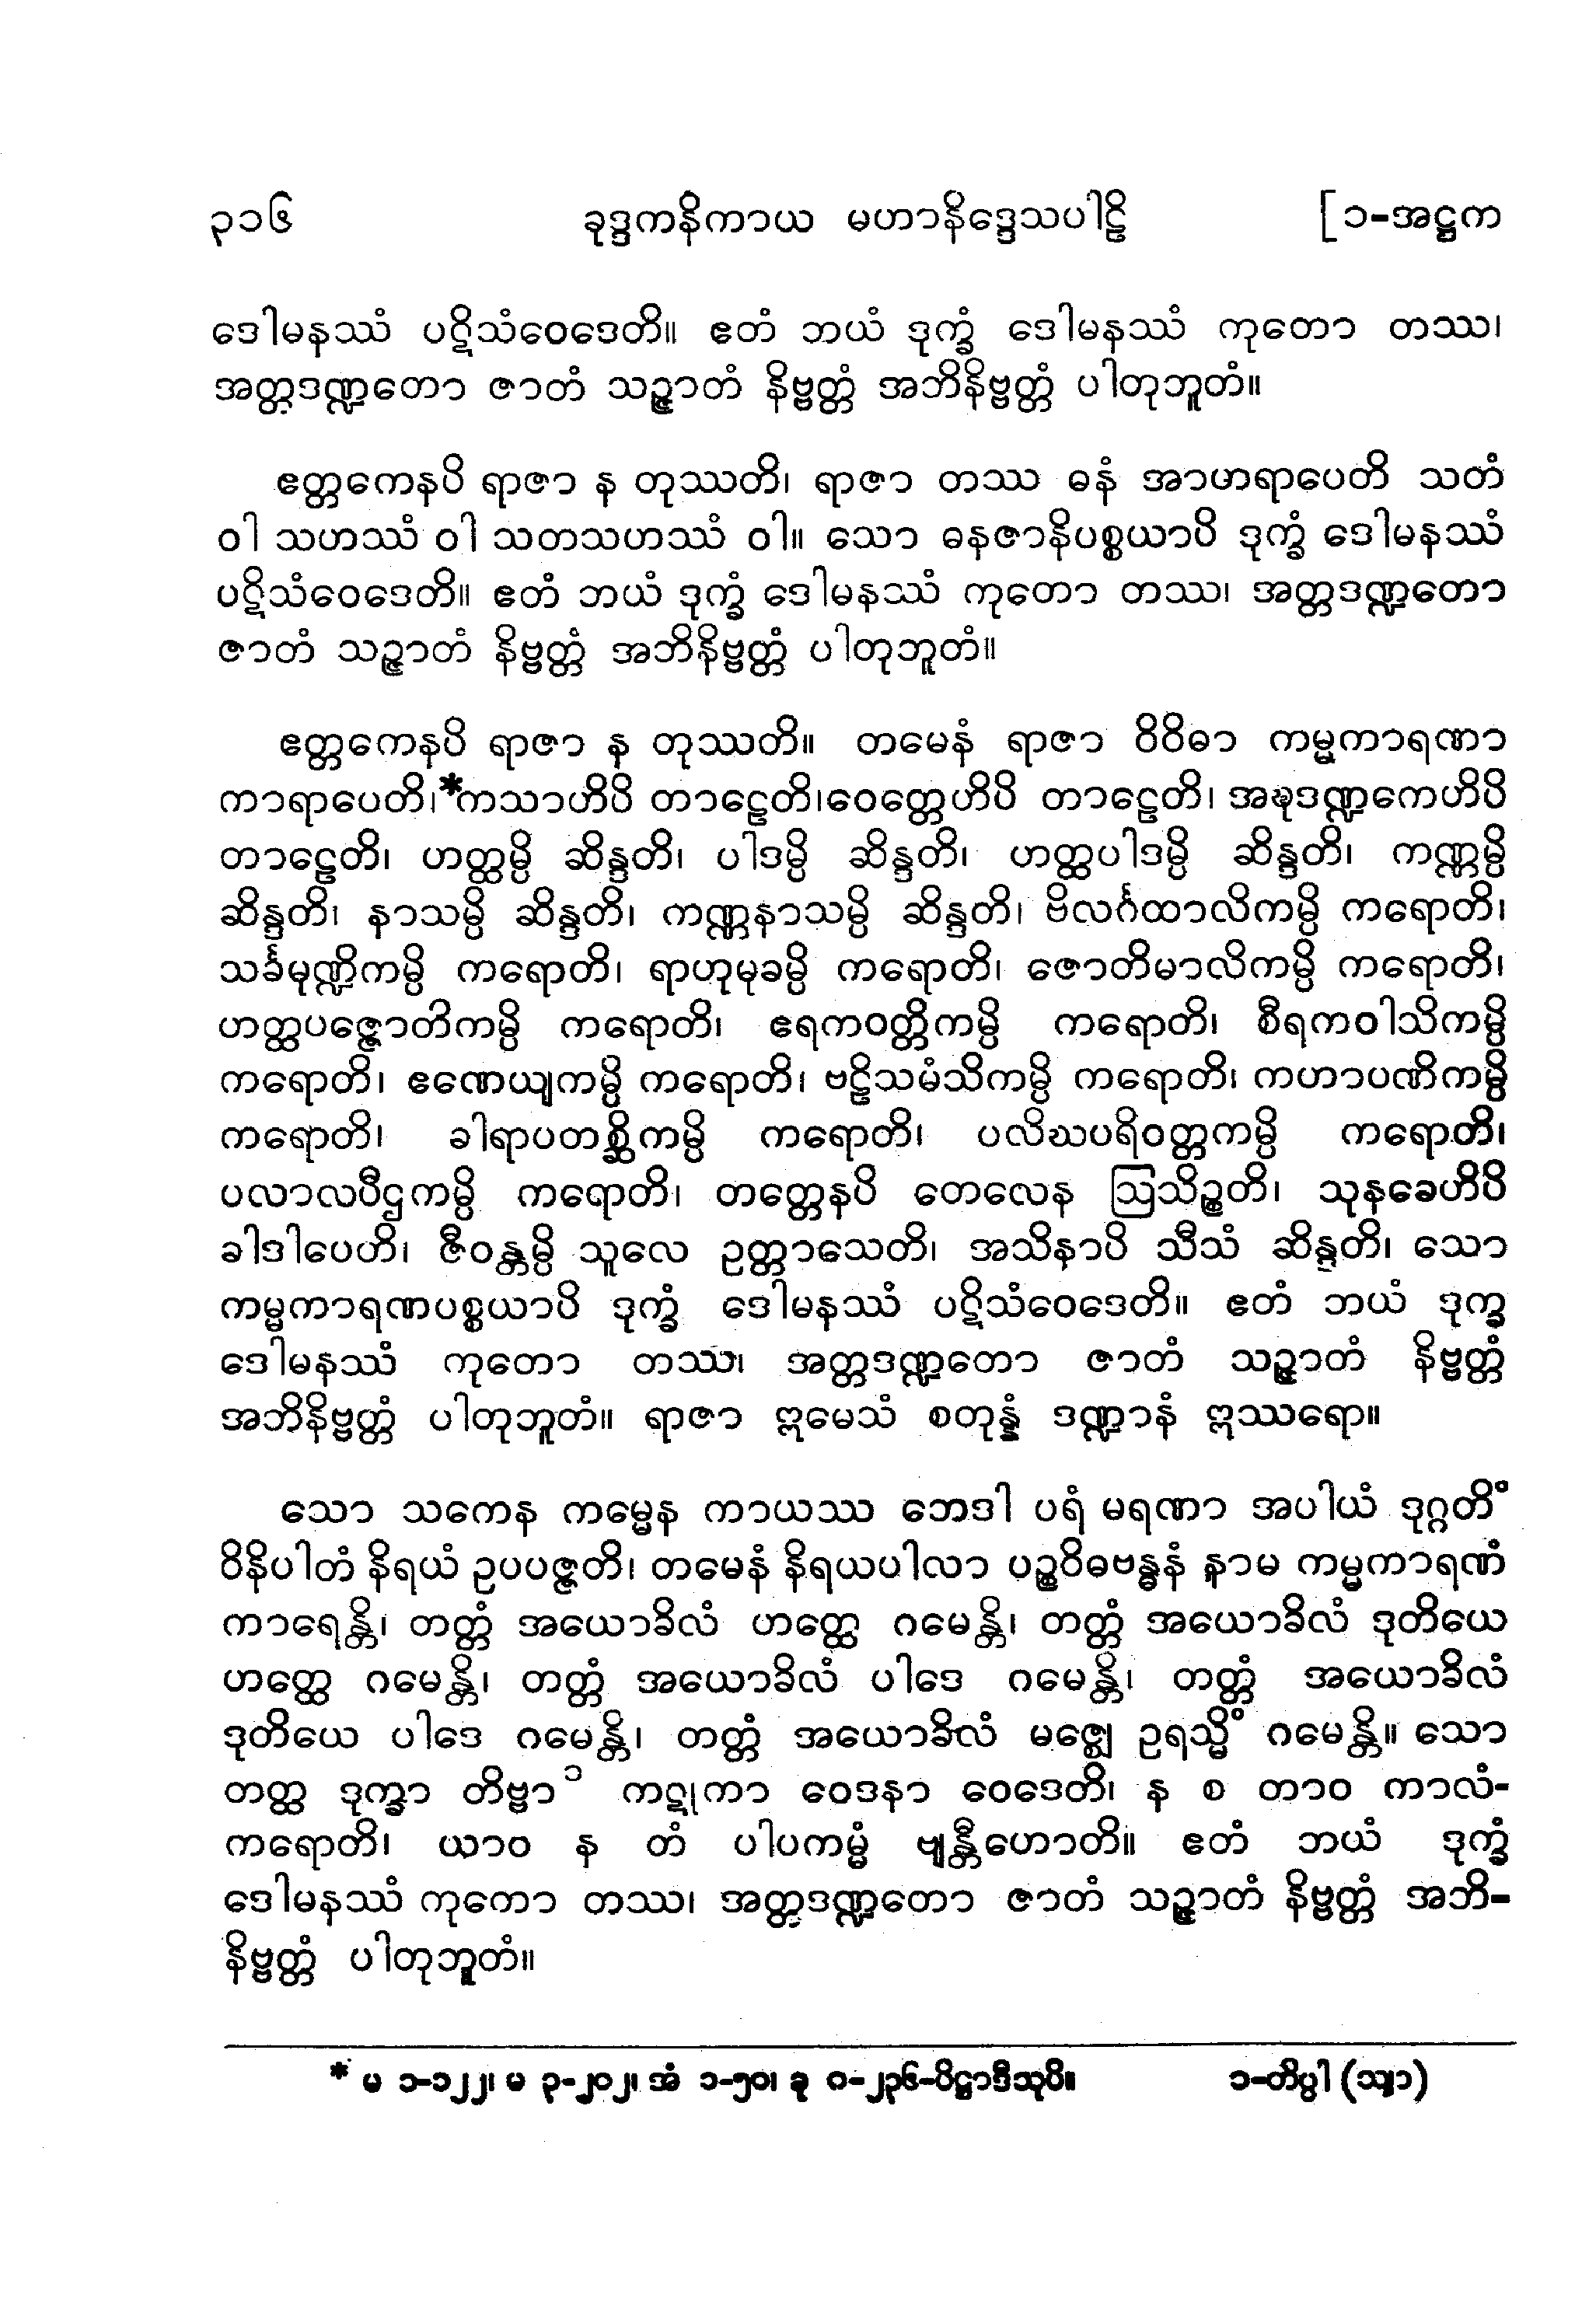 ၃၁၆ ခုဒ္ဒကနိကာယ မဟာနိဒ္ဒေသပါဠိ [၁-အဋ္ဌက
ဒေါမနဿံ ပဋိသံဝေဒေတိ။ ဧတံ ဘယံ ဒုက္ခံ ဒေါမနဿံ ကုတော တဿ၊
အတ္တဒဏ္ဍတော ဇာတံ သဉ္ဇာတံ နိဗ္ဗတ္တံ အဘိနိဗ္ဗတ္တံ ပါတုဘူတံ။
ဧတ္တကေနပိ ရာဇာ န တုဿတိ၊ ရာဇာ တဿ ဓနံ အာဟရာပေတိ သတံ
ဝါ သဟဿံ ဝါ သတသဟဿံ ဝါ။ သော ဓနဇာနိပစ္စယာပိ ဒုက္ခံ ဒေါမနဿံ
ပဋိသံဝေဒေတိ။ ဧတံ ဘယံ ဒုက္ခံ ဒေါမနဿံ ကုတော တဿ၊ အတ္တဒဏ္ဍတော
ဇာတံ သဉ္ဇာတံ နိဗ္ဗတ္တံ အဘိနိဗ္ဗတ္တံ ပါတုဘူတံ။
ဧတ္တကေနပိ ရာဇာ န တုဿတိ။ တမေနံ ရာဇာ ဝိဝိဓာ ကမ္မကာရဏာ
ကာရာပေတိ၊*ကသာဟိပိ တာဠေတိ၊ဝေတ္တေဟိပိ တာဠေတိ၊ အဍ္ဎဒဏ္ဍကေဟိပိ
တာဠေတိ၊ ဟတ္ထမ္ပိ ဆိန္ဒတိ၊ ပါဒမ္ပိ ဆိန္ဒတိ၊ ဟတ္ထပါဒမ္ပိ ဆိန္ဒတိ၊ ကဏ္ဏမ္ပိ
ဆိန္ဒတိ၊ နာသမ္ပိ ဆိန္ဒတိ၊ ကဏ္ဏနာသမ္ပိ ဆိန္ဒတိ၊ ဗိလင်္ဂထာလိကမ္ပိ ကရောတိ၊
သင်္ခမုဏ္ဍိကမ္ပိ ကရောတိ၊ ရာဟုမုခမ္ပိ ကရောတိ၊ ဇောတိမာလိကမ္ပိ ကရောတိ၊
ဟတ္ထပဇ္ဇောတိကမ္ပိ ကရောတိ၊ ဧရကဝတ္တိကမ္ပိ ကရောတိ၊ စီရကဝါသိကမ္ပိ
ကရောတိ၊ ဧဏေယျကမ္ပိ ကရောတိ၊ ဗဠိသမံသိကမ္ပိ ကရောတိ၊ ကဟာပဏိကမ္ပိ
ကရောတိ၊ ခါရာပတစ္ဆိကမ္ပိ ကရောတိ၊ ပလိဃပရိဝတ္တကမ္ပိ ကရောတိ၊
ပလာလပီဌကမ္ပိ ကရောတိ၊ တတ္တေနပိ တေလေန ဩသိဉ္စတိ၊ သုနခေဟိပိ
ခါဒါပေဟိ၊ ဇီဝန္တမ္ပိ သူလေ ဥတ္တာသေတိ၊ အသိနာပိ သီသံ ဆိန္ဒတိ၊ သော
ကမ္မကာရဏပစ္စယာပိ ဒုက္ခံ ဒေါမနဿံ ပဋိသံဝေဒေတိ။ ဧတံ ဘယံ ဒုက္ခ
ဒေါမနဿံ ကုတော တဿ၊ အတ္တဒဏ္ဍတော ဇာတံ သဉ္ဇာတံ နိဗ္ဗတ္တံ
အဘိနိဗ္ဗတ္တံ ပါတုဘူတံ။ ရာဇာ ဣမေသံ စတုန္နံ ဒဏ္ဍာနံ ဣဿရော။
သော သကေန ကမ္မေန ကာယဿ ဘေဒါ ပရံ မရဏာ အပါယံ ဒုဂ္ဂတိံ
ဝိနိပါတံ နိရယံ ဥပပဇ္ဇတိ၊ တမေနံ နိရယပါလာ ပဉ္စဝိဓဗန္ဓနံ နာမ ကမ္မကာရဏံ
ကာရေန္တိ၊ တတ္တံ အယောခိလံ ဟတ္ထေ ဂမေန္တိ၊ တတ္တံ အယောခိလံ ဒုတိယေ
ဟတ္ထေ ဂမေန္တိ၊ တတ္တံ အယောခိလံ ပါဒေ ဂမေန္တိ၊ တတ္တံ အယောခိလံ
ဒုတိယေ ပါဒေ ဂမေန္တိ၊ တတ္တံ အယောခိလံ မဇ္ဈေ ဥရသ္မိံ ဂမေန္တိ။ သော
တတ္ထ ဒုက္ခာ တိဗ္ဗာ ၁ ကဋုကာ ဝေဒနာ ဝေဒေတိ၊ န စ တာဝ ကာလံ-
ကရောတိ၊ ယာဝ န တံ ပါပကမ္မံ ဗျန္တီဟောတိ။ ဧတံ ဘယံ ဒုက္ခံ
ဒေါမနဿံ ကုကော တဿ၊ အတ္တဒဏ္ဍတော ဇာတံ သဉ္ဇာတံ နိဗ္ဗတ္တံ အဘိ-
နိဗ္ဗတ္တံ ပါတုဘူတံ။
* မ ၁-၁၂၂၊ မ ၃-၂၀၂၊ အံ ၁-၅၀၊ ခု ၈-၂၃၆-ပိဋ္ဌာဒီသုပိ။ ၁-တိပ္ပါ (သျာ)